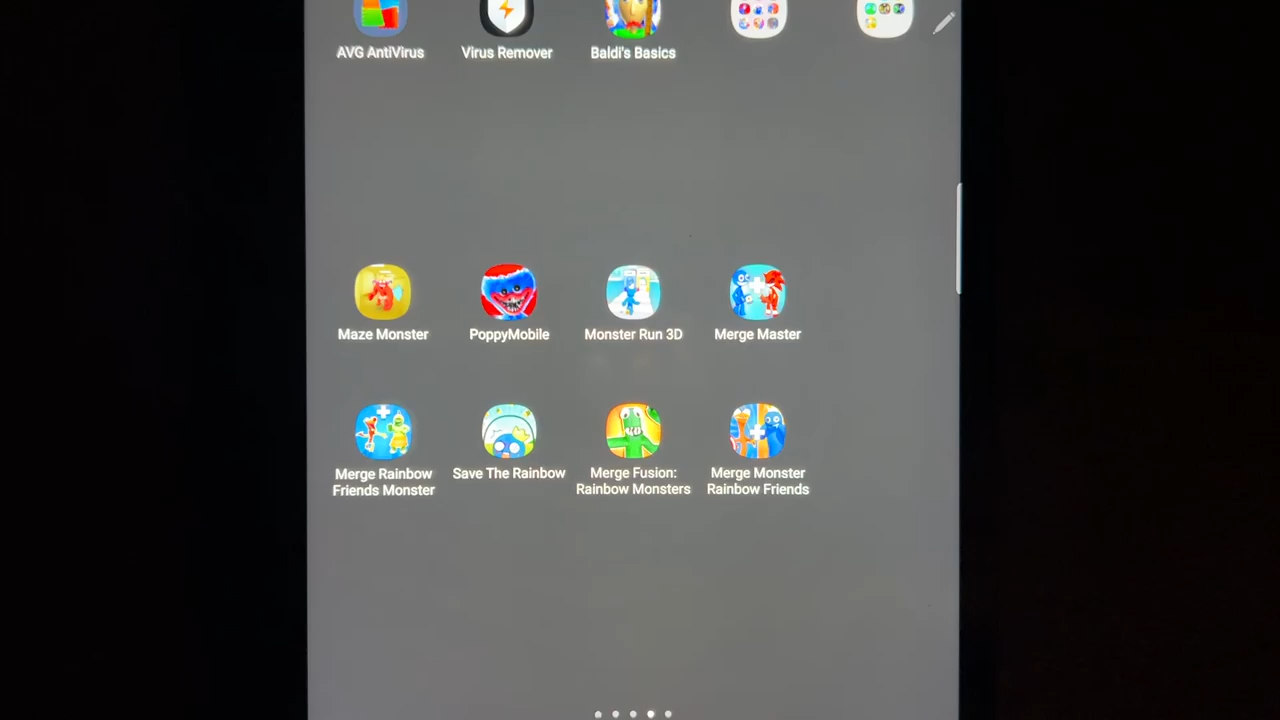 AVG AntiVirus
Virus Remover
Baldi's Basics
Maze Monster
PoppyMobile
Monster Run 3D
Merge Master
Merge Rainbow
Friends Monster
Save The Rainbow
Merge Fusion:
Rainbow Monsters
Merge Monster
Rainbow Friends